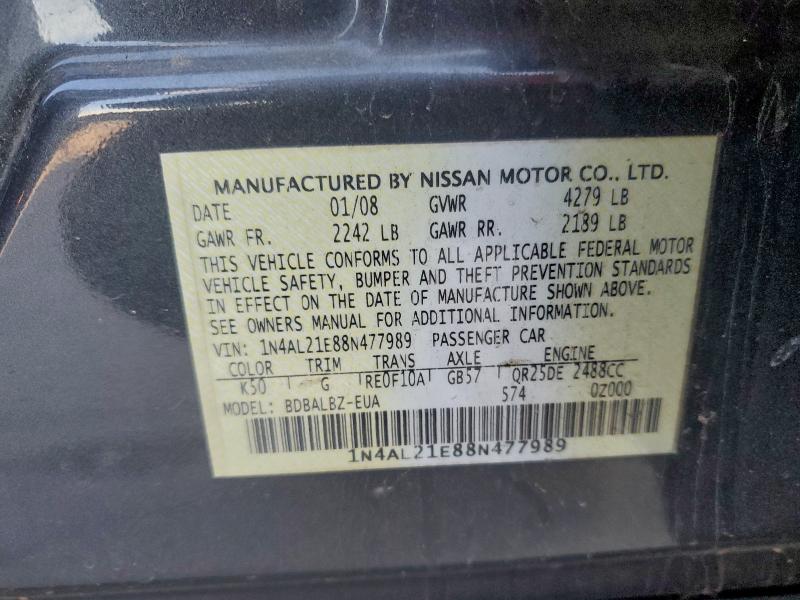 MANUFACTURED BY NISSAN MOTOR CO., LTD.
DATE 01/08 GVWR 4279 LB
GAWR FR. 2242 LB GAWR RR. 2189 LB
THIS VEHICLE CONFORMS TO ALL APPLICABLE FEDERAL MOTOR
VEHICLE SAFETY, BUMPER AND THEFT PREVENTION STANDARDS
IN EFFECT ON THE DATE OF MANUFACTURE SHOWN ABOVE.
SEE OWNERS MANUAL FOR ADDITIONAL INFORMATION.
VIN: 1N4AL21E88N477989 PASSENGER CAR
COLOR TRIM TRANS AXLE ENGINE
K50 G RE0F10A GB57 QR25DE 2488CC
MODEL: BDBALBZ-EUA 574 0Z000
1N4AL21E88N477989